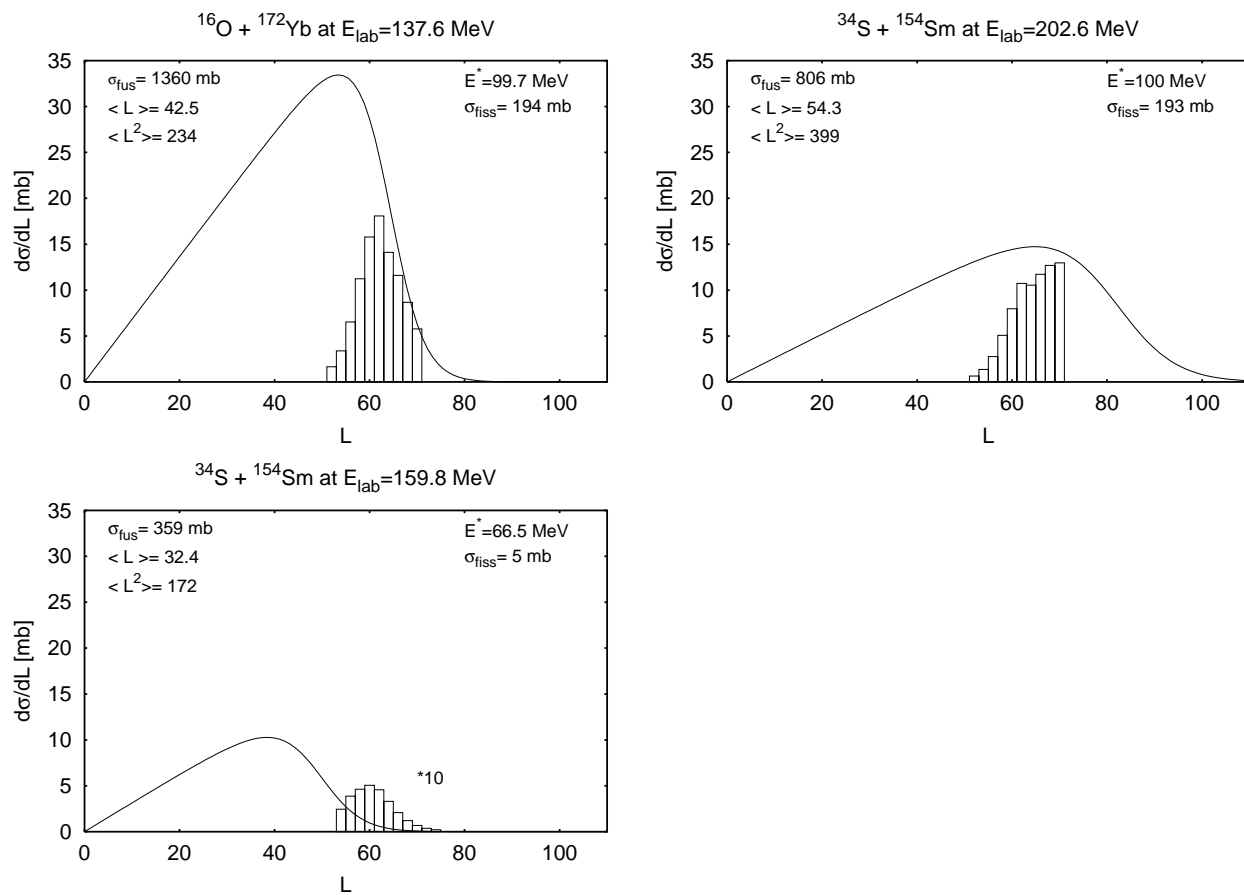 ¹⁶O + ¹⁷²Yb at E_lab=137.6 MeV
σ_fus= 1360 mb
< L >= 42.5
< L²>= 234
E*=99.7 MeV
σ_fiss= 194 mb
dσ/dL [mb]
35
30
25
20
15
10
5
0
0 20 40 60 80 100
L
³⁴S + ¹⁵⁴Sm at E_lab=202.6 MeV
σ_fus= 806 mb
< L >= 54.3
< L²>= 399
E*=100 MeV
σ_fiss= 193 mb
dσ/dL [mb]
35
30
25
20
15
10
5
0
0 20 40 60 80 100
L
³⁴S + ¹⁵⁴Sm at E_lab=159.8 MeV
σ_fus= 359 mb
< L >= 32.4
< L²>= 172
E*=66.5 MeV
σ_fiss= 5 mb
*10
dσ/dL [mb]
35
30
25
20
15
10
5
0
0 20 40 60 80 100
L